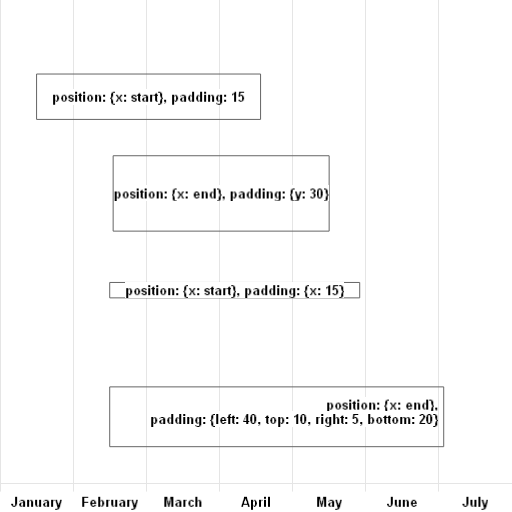 position: {x: start}, padding: 15
position: {x: end}, padding: {y: 30}
position: {x: start}, padding: {x: 15}
position: {x: end},
padding: {left: 40, top: 10, right: 5, bottom: 20}
January February March April May June July